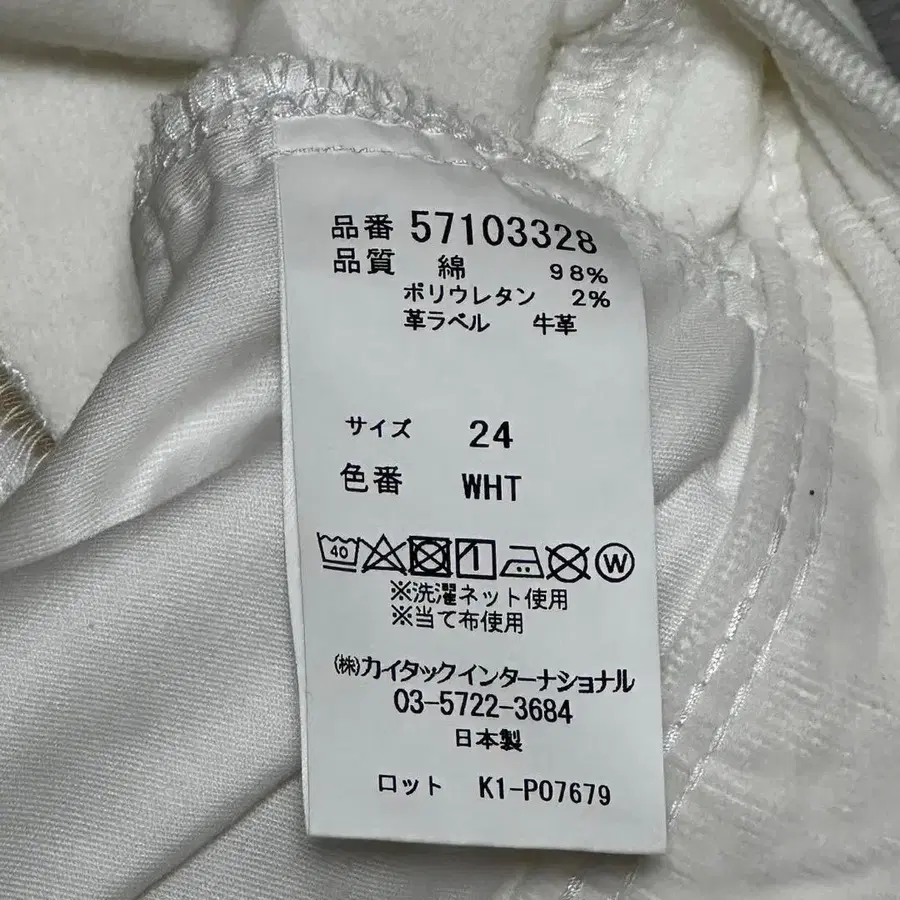 品番 57103328
品質 綿 98%
ポリウレタン 2%
革ラベル 牛革
サイズ 24
色番 WHT
40 W
※洗濯ネット使用
※当て布使用
㈱カイタックインターナショナル
03-5722-3684
日本製
ロット K1-P07679